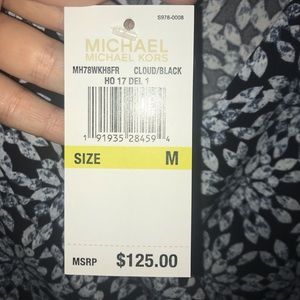 S978-0008
MICHAEL
MICHAEL KORS
MH78WKH8FR CLOUD/BLACK
HO 17 DEL 1
1 91935 28459 4
SIZE M
MSRP $125.00